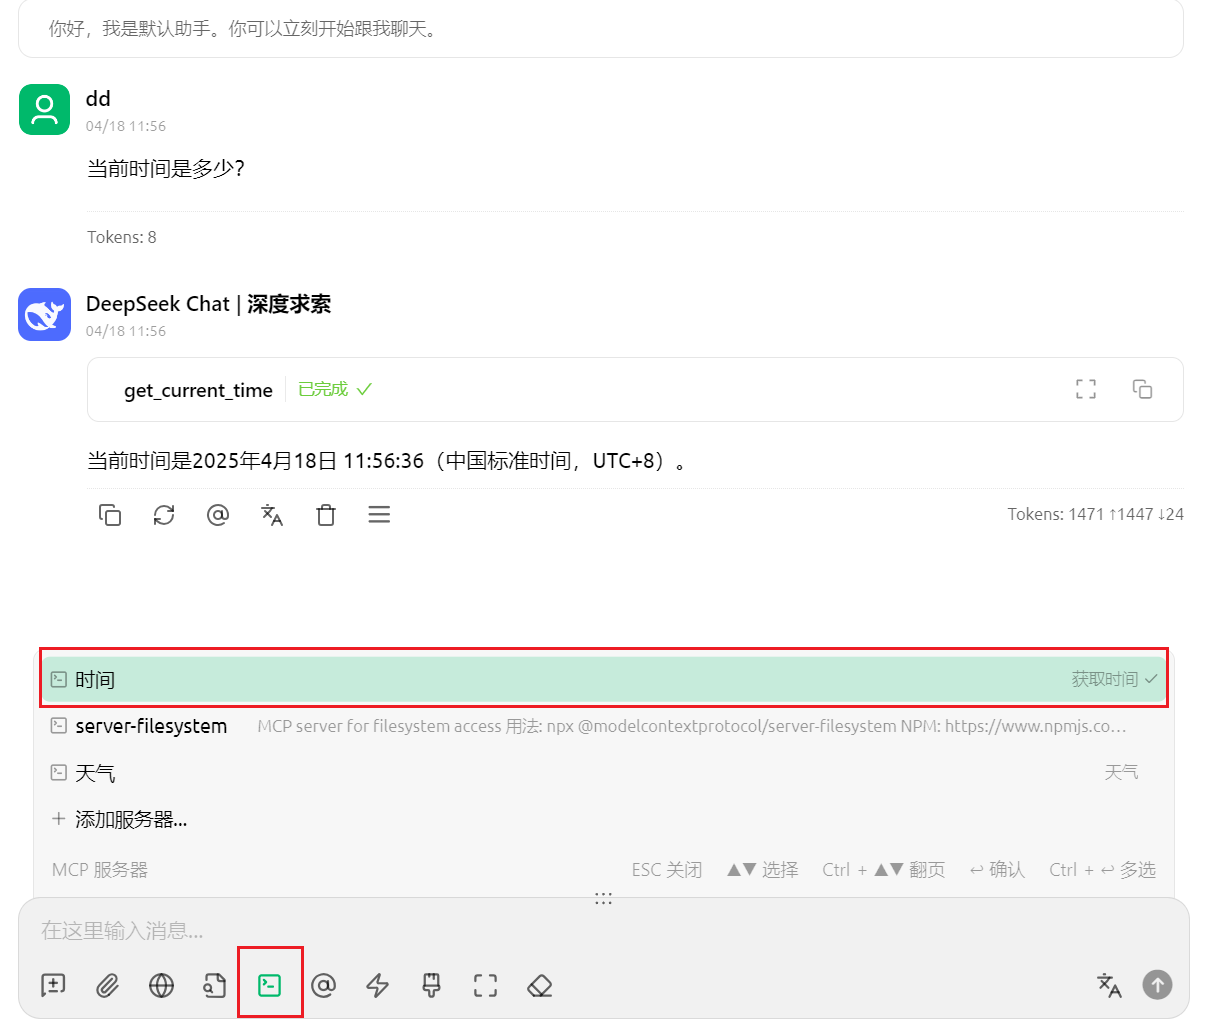 你好，我是默认助手。你可以立刻开始跟我聊天。
dd
04/18 11:56
当前时间是多少？
Tokens: 8
DeepSeek Chat | 深度求索
04/18 11:56
get_current_time 已完成
当前时间是2025年4月18日 11:56:36（中国标准时间，UTC+8）。
Tokens: 1471 ↑1447 ↓24
时间 获取时间
server-filesystem MCP server for filesystem access 用法: npx @modelcontextprotocol/server-filesystem NPM: https://www.npmjs.co...
天气 天气
+ 添加服务器...
MCP 服务器 ESC 关闭 ▲▼ 选择 Ctrl + ▲▼ 翻页 ↩ 确认 Ctrl + ↩ 多选
在这里输入消息...